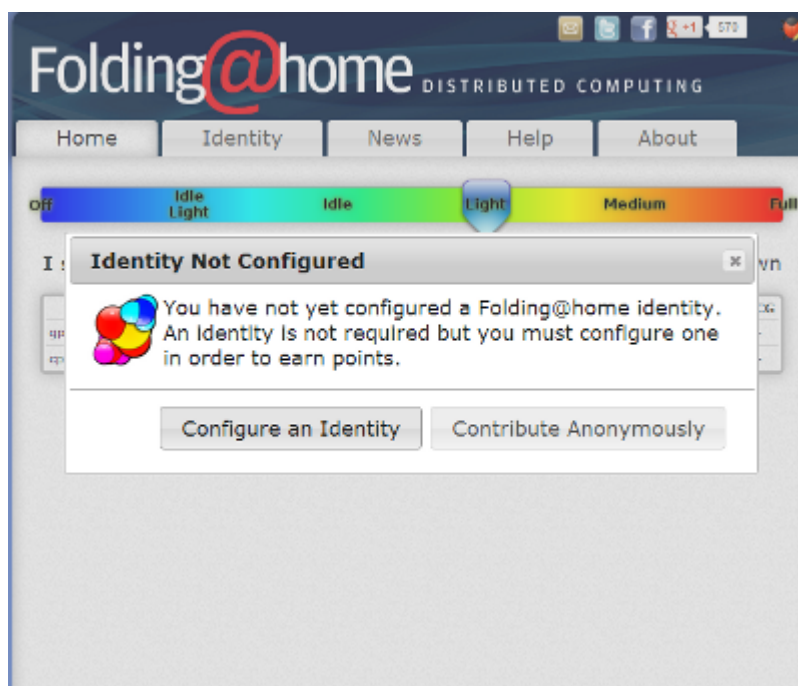 +1 570
Folding@home DISTRIBUTED COMPUTING
Home Identity News Help About
Off Idle Light Idle Light Medium Full
I
Identity Not Configured
You have not yet configured a Folding@home identity.
An identity is not required but you must configure one
in order to earn points.
Configure an Identity Contribute Anonymously